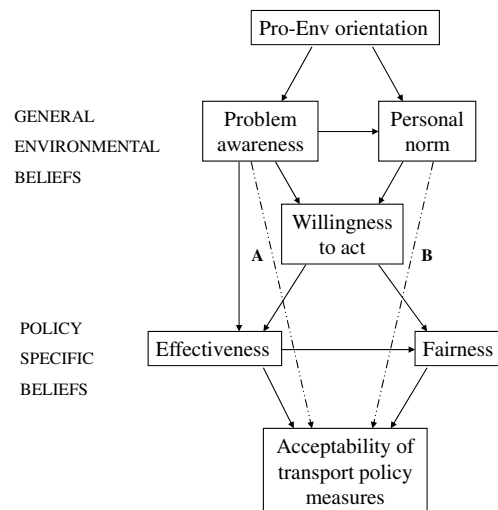 Pro-Env orientation
GENERAL
ENVIRONMENTAL
BELIEFS
Problem
awareness
Personal
norm
Willingness
to act
A
B
POLICY
SPECIFIC
BELIEFS
Effectiveness
Fairness
Acceptability of
transport policy
measures